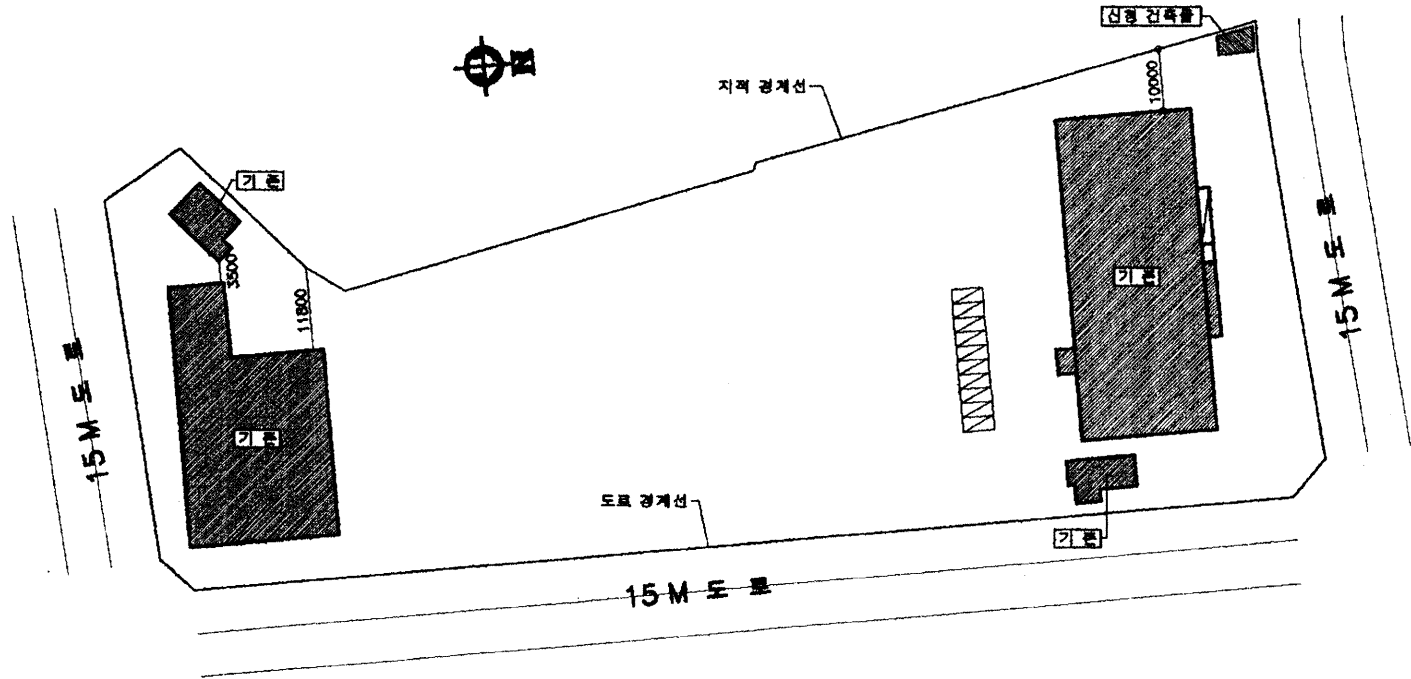 신청 건축물
N
지적 경계선
10000
기 존
3500
11800
기 존
15M 도 로
기 존
15M 도 로
도로 경계선
기 존
15M 도 로